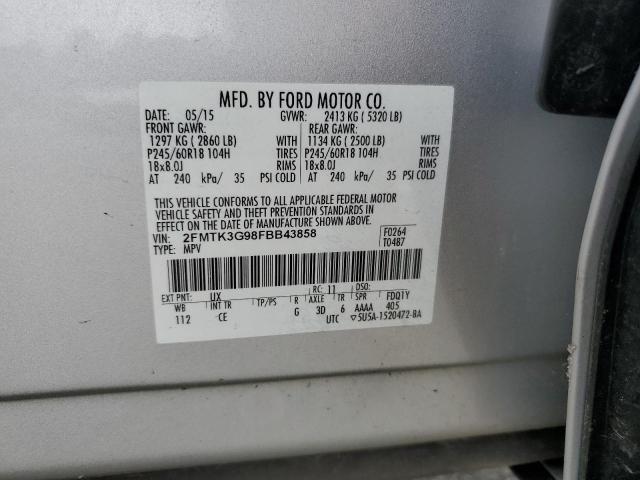 MFD. BY FORD MOTOR CO.
DATE: 05/15 GVWR: 2413 KG ( 5320 LB)
FRONT GAWR: REAR GAWR:
1297 KG ( 2860 LB) WITH 1134 KG ( 2500 LB) WITH
P245/60R18 104H TIRES P245/60R18 104H TIRES
18x8.0J RIMS 18x8.0J RIMS
AT 240 kPa/ 35 PSI COLD AT 240 kPa/ 35 PSI COLD
THIS VEHICLE CONFORMS TO ALL APPLICABLE FEDERAL MOTOR
VEHICLE SAFETY AND THEFT PREVENTION STANDARDS IN
EFFECT ON THE DATE OF MANUFACTURE SHOWN ABOVE.
VIN: 2FMTK3G98FBB43858 F0264
TYPE: MPV T0487
EXT PNT: UX RC: 11 DSO: FDQ1Y
WB INT TR TP/PS R AXLE TR SPR 405
112 CE G 3D 6 AAAA
UTC ▽5U5A-1520472-BA